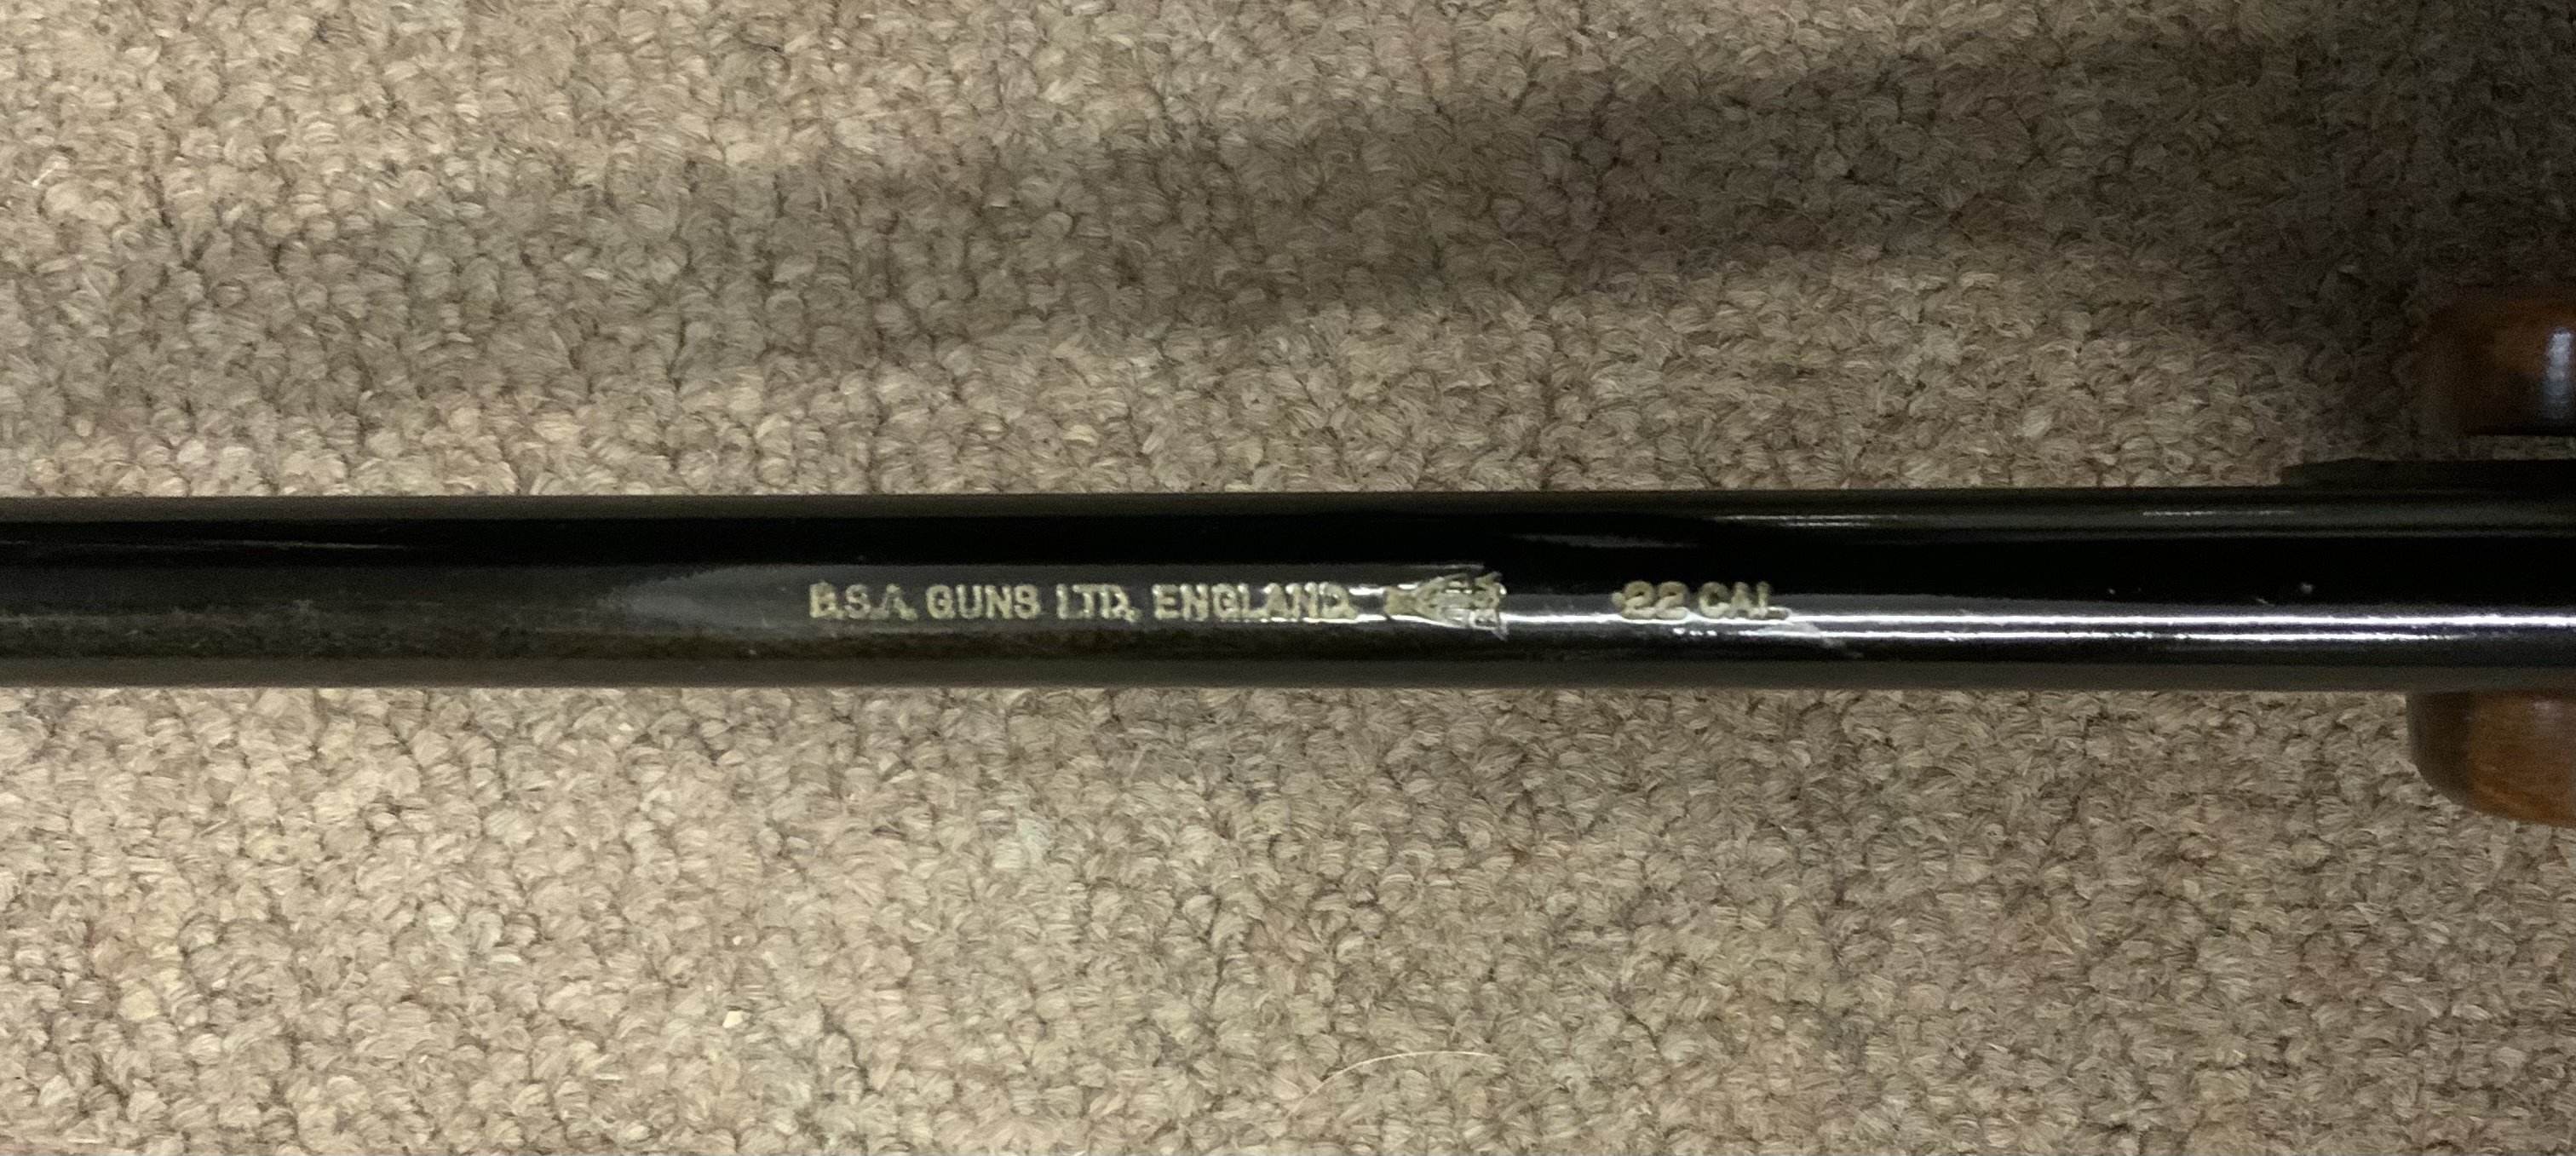 B.S.A. GUNS LTD, ENGLAND, .22 CAL